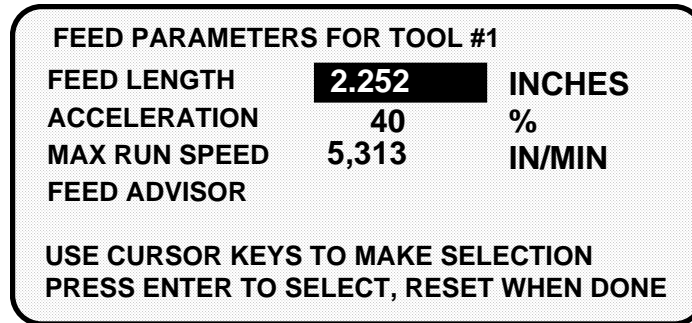 FEED PARAMETERS FOR TOOL #1
FEED LENGTH 2.252 INCHES
ACCELERATION 40 %
MAX RUN SPEED 5,313 IN/MIN
FEED ADVISOR
USE CURSOR KEYS TO MAKE SELECTION
PRESS ENTER TO SELECT, RESET WHEN DONE